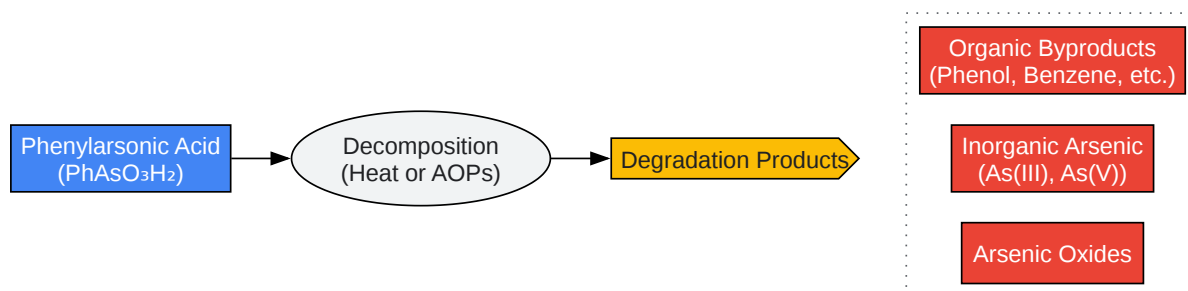 Phenylarsonic Acid
(PhAsO₃H₂)
Decomposition
(Heat or AOPs)
Degradation Products
Organic Byproducts
(Phenol, Benzene, etc.)
Inorganic Arsenic
(As(III), As(V))
Arsenic Oxides